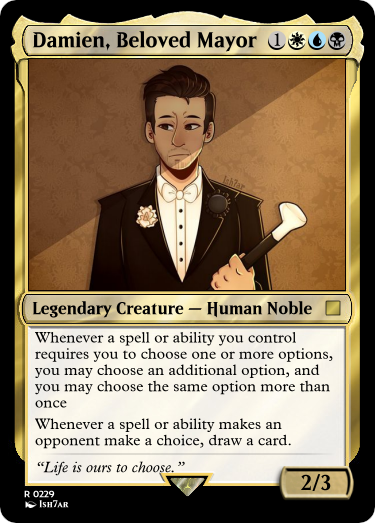 Damien, Beloved Mayor 1
Ish7ar
Legendary Creature — Human Noble
Whenever a spell or ability you control
requires you to choose one or more options,
you may choose an additional option, and
you may choose the same option more than
once
Whenever a spell or ability makes an
opponent make a choice, draw a card.
“Life is ours to choose.”
2/3
R 0229
Ish7ar